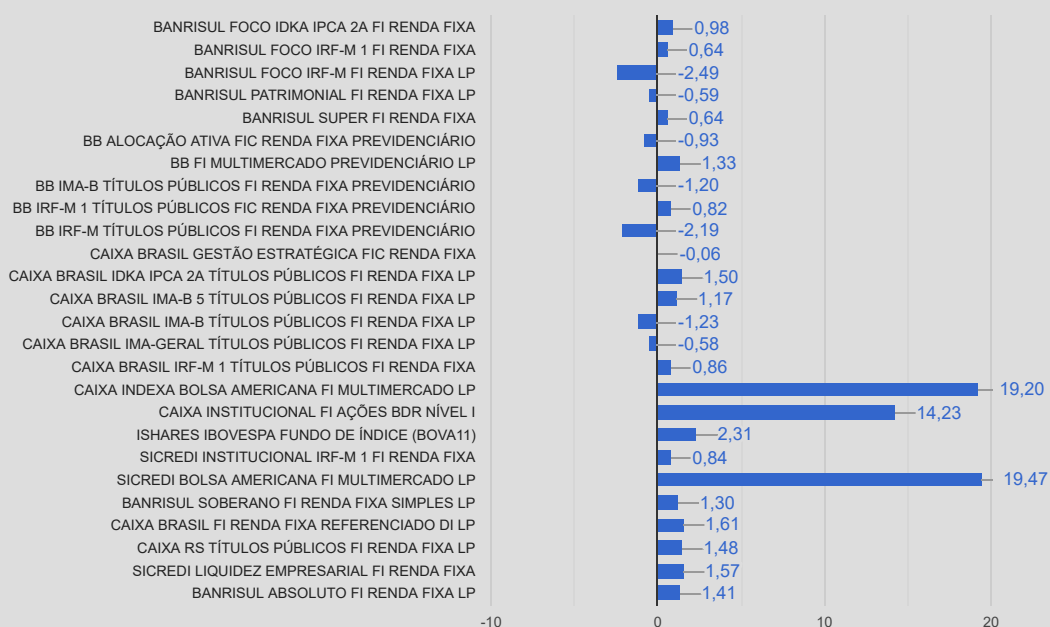 BANRISUL FOCO IDKA IPCA 2A FI RENDA FIXA 0,98
BANRISUL FOCO IRF-M 1 FI RENDA FIXA 0,64
BANRISUL FOCO IRF-M FI RENDA FIXA LP -2,49
BANRISUL PATRIMONIAL FI RENDA FIXA LP -0,59
BANRISUL SUPER FI RENDA FIXA 0,64
BB ALOCAÇÃO ATIVA FIC RENDA FIXA PREVIDENCIÁRIO -0,93
BB FI MULTIMERCADO PREVIDENCIÁRIO LP 1,33
BB IMA-B TÍTULOS PÚBLICOS FI RENDA FIXA PREVIDENCIÁRIO -1,20
BB IRF-M 1 TÍTULOS PÚBLICOS FIC RENDA FIXA PREVIDENCIÁRIO 0,82
BB IRF-M TÍTULOS PÚBLICOS FI RENDA FIXA PREVIDENCIÁRIO -2,19
CAIXA BRASIL GESTÃO ESTRATÉGICA FIC RENDA FIXA -0,06
CAIXA BRASIL IDKA IPCA 2A TÍTULOS PÚBLICOS FI RENDA FIXA LP 1,50
CAIXA BRASIL IMA-B 5 TÍTULOS PÚBLICOS FI RENDA FIXA LP 1,17
CAIXA BRASIL IMA-B TÍTULOS PÚBLICOS FI RENDA FIXA LP -1,23
CAIXA BRASIL IMA-GERAL TÍTULOS PÚBLICOS FI RENDA FIXA LP -0,58
CAIXA BRASIL IRF-M 1 TÍTULOS PÚBLICOS FI RENDA FIXA 0,86
CAIXA INDEXA BOLSA AMERICANA FI MULTIMERCADO LP 19,20
CAIXA INSTITUCIONAL FI AÇÕES BDR NÍVEL I 14,23
ISHARES IBOVESPA FUNDO DE ÍNDICE (BOVA11) 2,31
SICREDI INSTITUCIONAL IRF-M 1 FI RENDA FIXA 0,84
SICREDI BOLSA AMERICANA FI MULTIMERCADO LP 19,47
BANRISUL SOBERANO FI RENDA FIXA SIMPLES LP 1,30
CAIXA BRASIL FI RENDA FIXA REFERENCIADO DI LP 1,61
CAIXA RS TÍTULOS PÚBLICOS FI RENDA FIXA LP 1,48
SICREDI LIQUIDEZ EMPRESARIAL FI RENDA FIXA 1,57
BANRISUL ABSOLUTO FI RENDA FIXA LP 1,41
-10 0 10 20